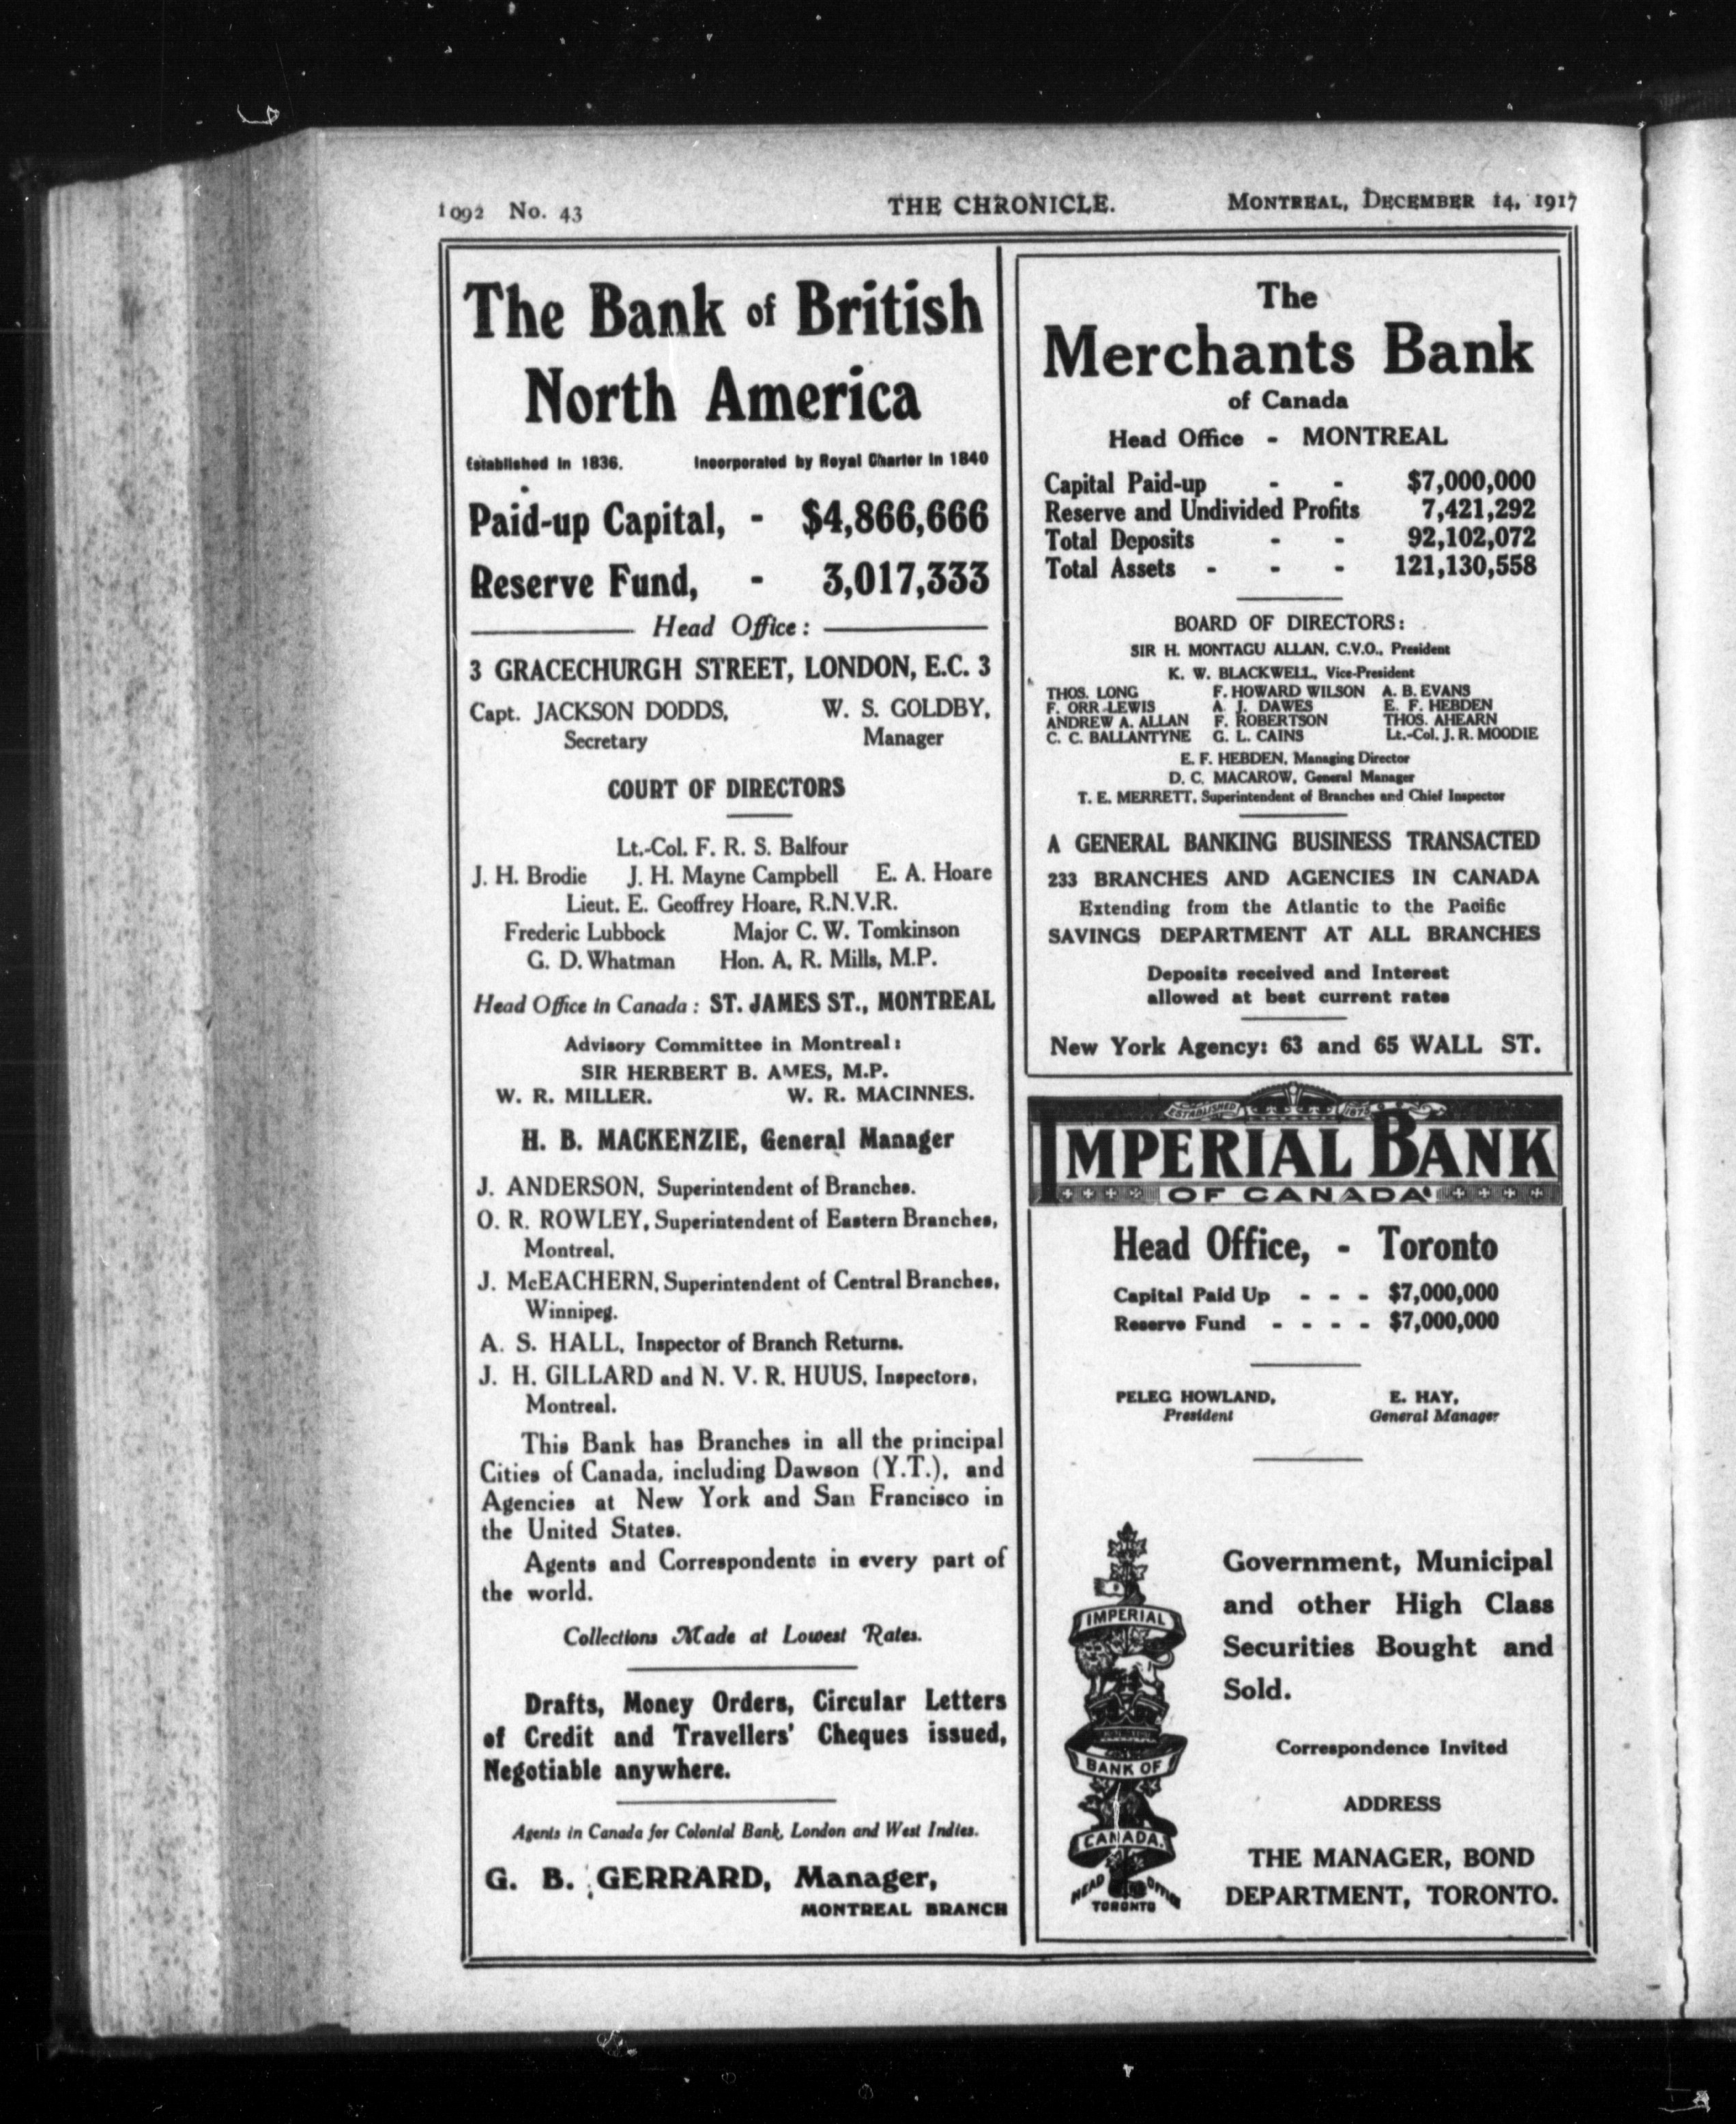 1092 No. 43
THE CHRONICLE.
MONTREAL, DECEMBER 14, 1917
The Bank of British
North America
Established in 1836. Incorporated by Royal Charter in 1840
Paid-up Capital, - $4,866,666
Reserve Fund, - 3,017,333
Head Office:
3 GRACECHURGH STREET, LONDON, E.C. 3
Capt. JACKSON DODDS, W. S. GOLDBY,
Secretary Manager
COURT OF DIRECTORS
Lt.-Col. F. R. S. Balfour
J. H. Brodie J. H. Mayne Campbell E. A. Hoare
Lieut. E. Geoffrey Hoare, R.N.V.R.
Frederic Lubbock Major C. W. Tomkinson
G. D. Whatman Hon. A. R. Mills, M.P.
Head Office in Canada: ST. JAMES ST., MONTREAL
Advisory Committee in Montreal:
SIR HERBERT B. AMES, M.P.
W. R. MILLER. W. R. MACINNES.
H. B. MACKENZIE, General Manager
J. ANDERSON, Superintendent of Branches.
O. R. ROWLEY, Superintendent of Eastern Branches,
Montreal.
J. McEACHERN, Superintendent of Central Branches,
Winnipeg.
A. S. HALL, Inspector of Branch Returns.
J. H. GILLARD and N. V. R. HUUS, Inspectors,
Montreal.
This Bank has Branches in all the principal
Cities of Canada, including Dawson (Y.T.), and
Agencies at New York and San Francisco in
the United States.
Agents and Correspondents in every part of
the world.
Collections Made at Lowest Rates.
Drafts, Money Orders, Circular Letters
of Credit and Travellers' Cheques issued,
Negotiable anywhere.
Agents in Canada for Colonial Bank, London and West Indies.
G. B. GERRARD, Manager,
MONTREAL BRANCH
The
Merchants Bank
of Canada
Head Office - MONTREAL
Capital Paid-up - - $7,000,000
Reserve and Undivided Profits 7,421,292
Total Deposits - - 92,102,072
Total Assets - - - 121,130,558
BOARD OF DIRECTORS:
SIR H. MONTAGU ALLAN, C.V.O., President
K. W. BLACKWELL, Vice-President
THOS. LONG F. HOWARD WILSON A. B. EVANS
F. ORR LEWIS A. J. DAWES E. F. HEBDEN
ANDREW A. ALLAN F. ROBERTSON THOS. AHEARN
C. C. BALLANTYNE G. L. CAINS Lt.-Col. J. R. MOODIE
E. F. HEBDEN, Managing Director
D. C. MACAROW, General Manager
T. E. MERRETT, Superintendent of Branches and Chief Inspector
A GENERAL BANKING BUSINESS TRANSACTED
233 BRANCHES AND AGENCIES IN CANADA
Extending from the Atlantic to the Pacific
SAVINGS DEPARTMENT AT ALL BRANCHES
Deposits received and Interest
allowed at best current rates
New York Agency: 63 and 65 WALL ST.
ESTABLISHED 1875
IMPERIAL BANK
OF CANADA
Head Office, - Toronto
Capital Paid Up - - - $7,000,000
Reserve Fund - - - - $7,000,000
PELEG HOWLAND, E. HAY,
President General Manager
IMPERIAL
BANK OF
CANADA.
HEAD OFFICE
TORONTO
Government, Municipal
and other High Class
Securities Bought and
Sold.
Correspondence Invited
ADDRESS
THE MANAGER, BOND
DEPARTMENT, TORONTO.